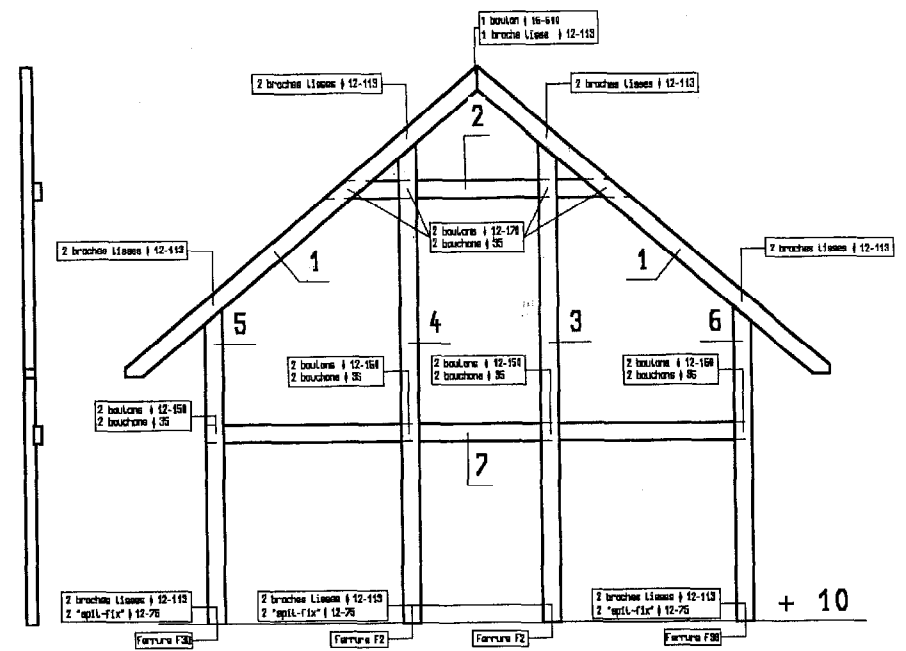 1 boulon ϕ 16-610
1 broche lisse ϕ 12-113
2 broches lisses ϕ 12-113
2 broches lisses ϕ 12-113
2
2 boulons ϕ 12-170
2 bouchons ϕ 35
2 broches lisses ϕ 12-113
2 broches lisses ϕ 12-113
1
1
5
4
3
6
2 boulons ϕ 12-150
2 bouchons ϕ 35
2 boulons ϕ 12-150
2 bouchons ϕ 35
2 boulons ϕ 12-150
2 bouchons ϕ 35
2 boulons ϕ 12-150
2 bouchons ϕ 35
7
2 broches lisses ϕ 12-113
2 "spit-fix" ϕ 12-75
2 broches lisses ϕ 12-113
2 "spit-fix" ϕ 12-75
2 broches lisses ϕ 12-113
2 "spit-fix" ϕ 12-75
+ 10
Ferrure
Ferrure F2
Ferrure F2
Ferrure